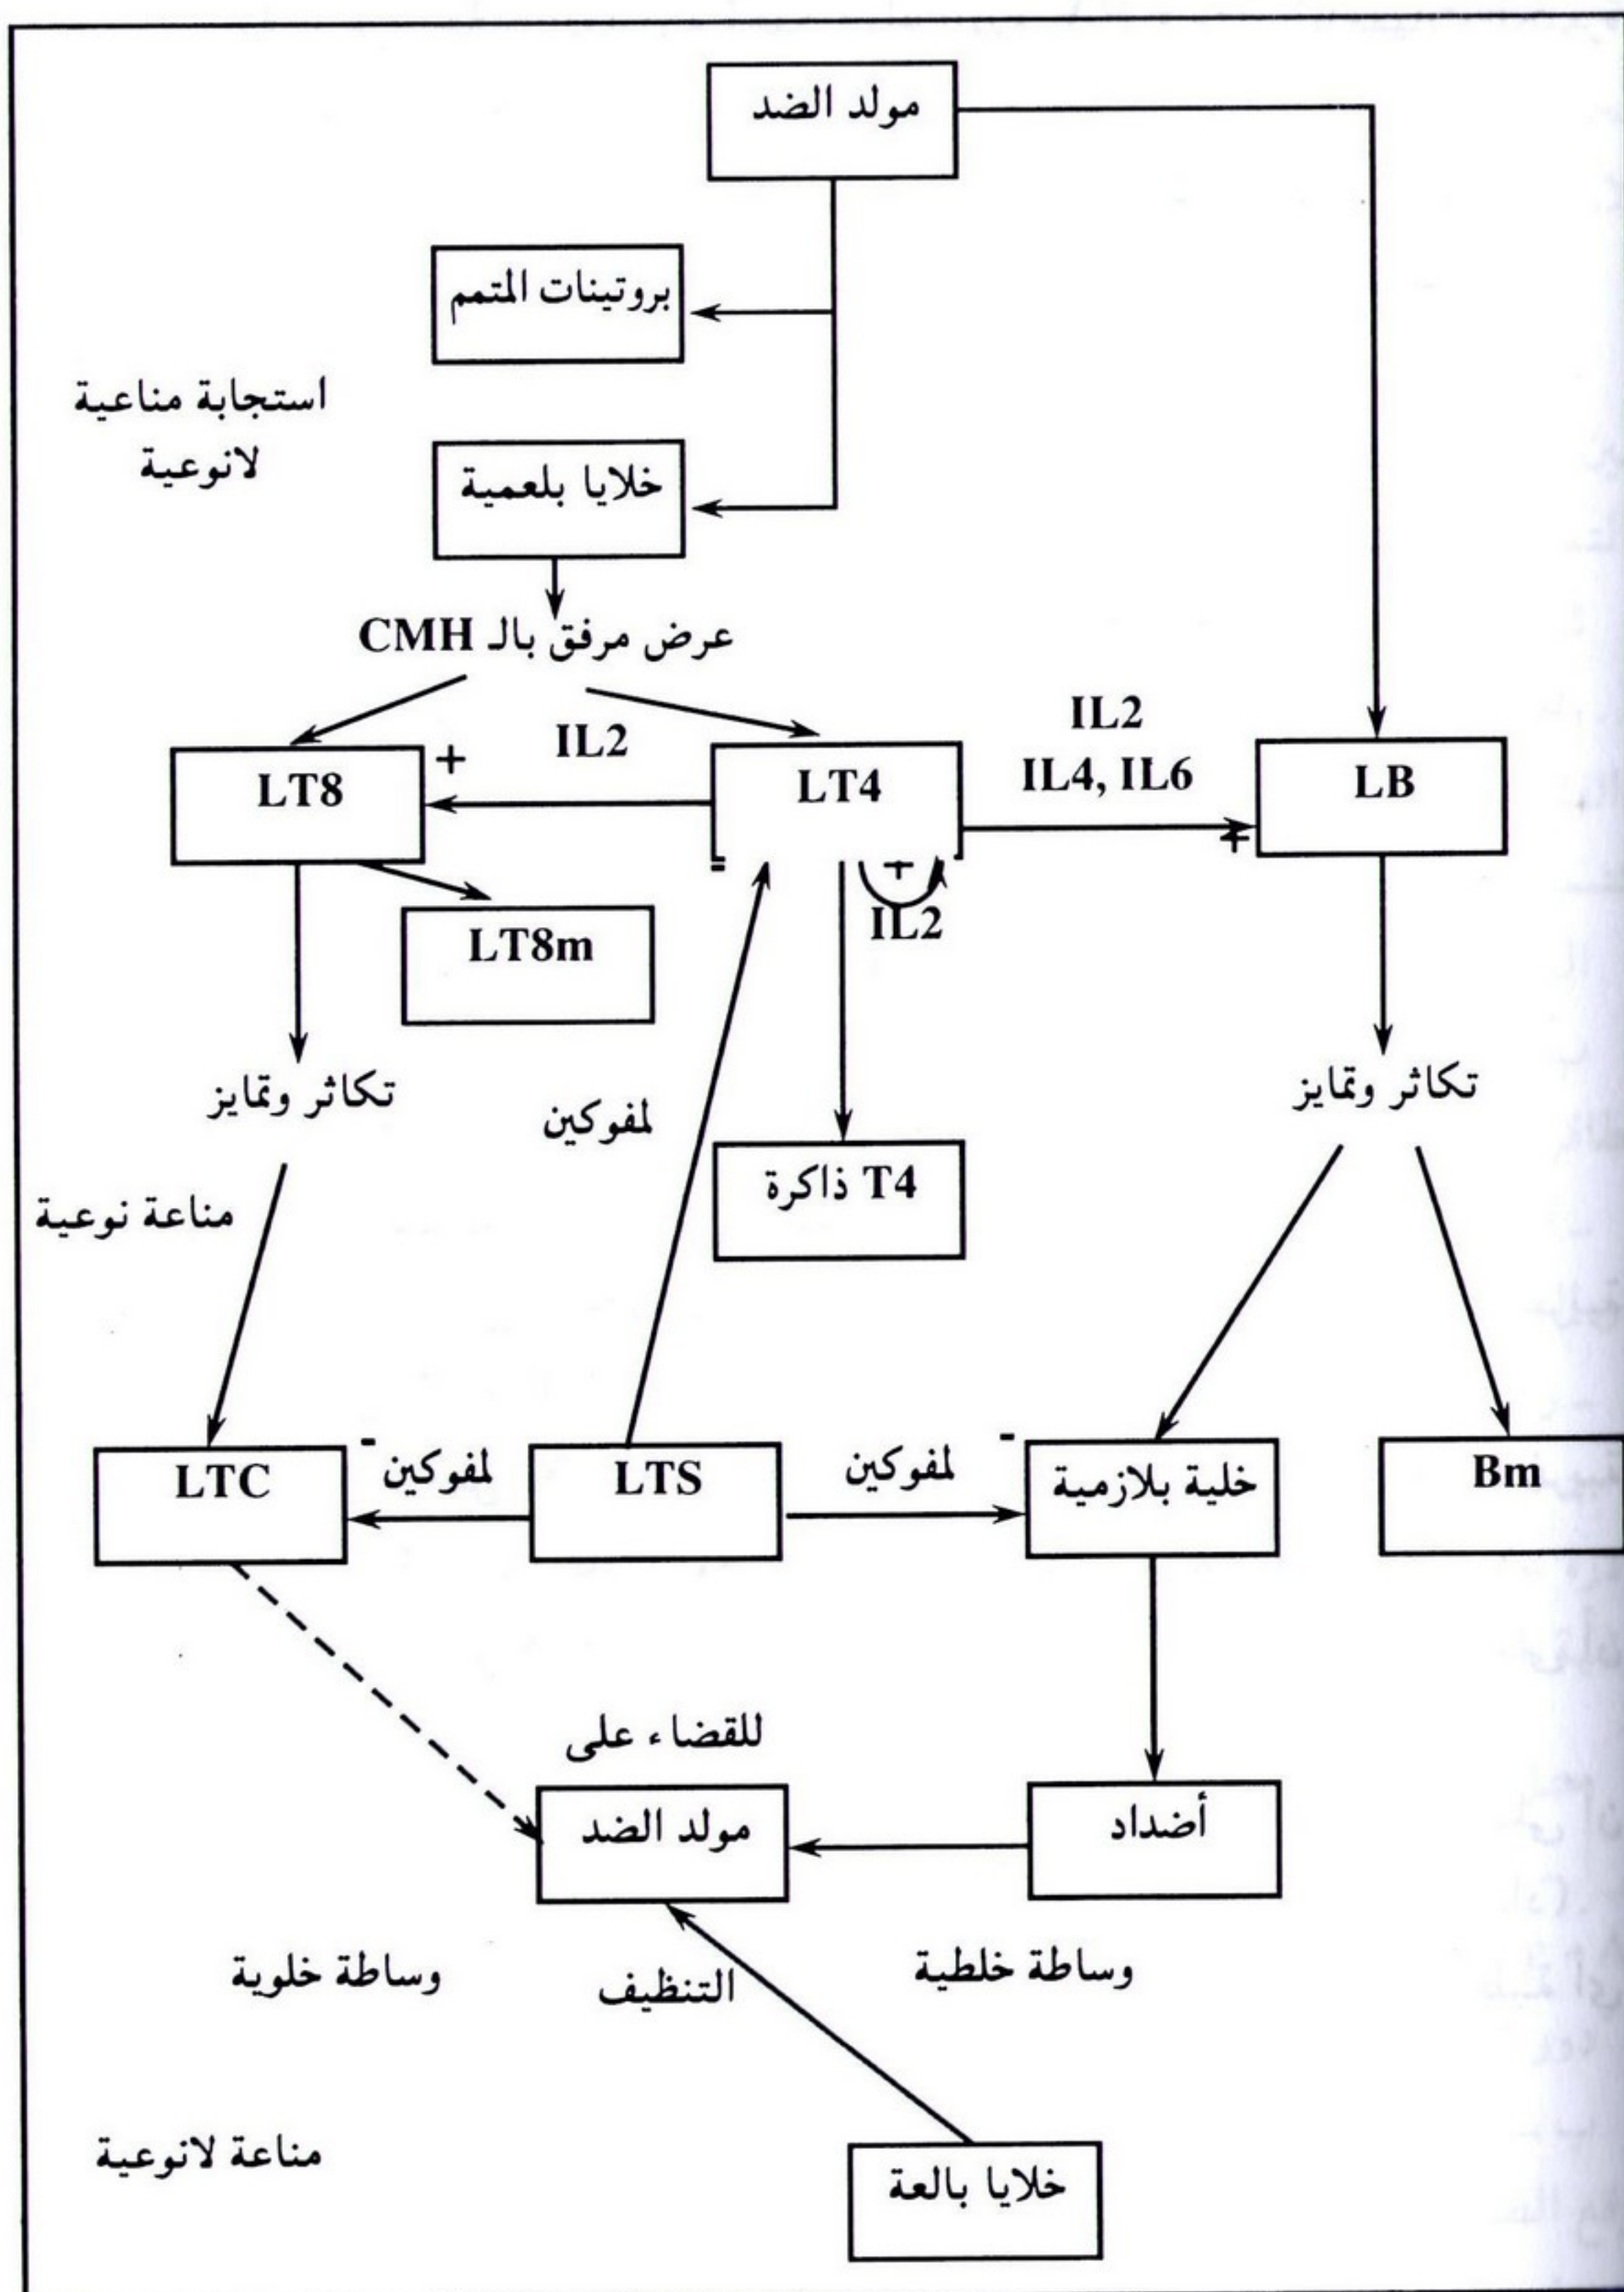 مولد الضد
بروتينات المتمم
استجابة مناعية
لانوعية
خلايا بلعمية
عرض مرفق بالـ CMH
IL2
IL2
IL4, IL6
+
LT8
LT4
LB
+
-
+
IL2
LT8m
تكاثر وتمايز
لمفوكين
تكاثر وتمايز
T4 ذاكرة
مناعة نوعية
LTC
-
لمفوكين
LTS
لمفوكين
-
خلية بلازمية
Bm
للقضاء على
مولد الضد
أضداد
وساطة خلوية
التنظيف
وساطة خلطية
مناعة لانوعية
خلايا بالعة